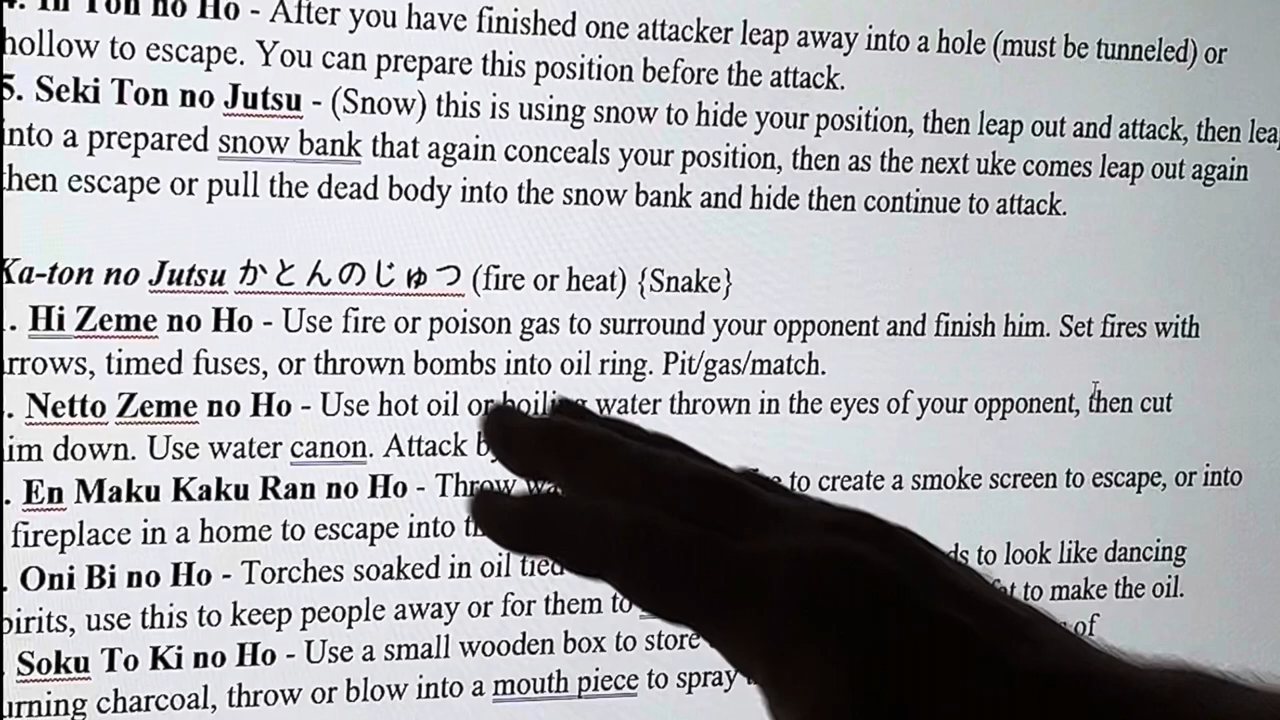 Ton no Ho - After you have finished one attacker leap away into a hole (must be tunneled) or
hollow to escape. You can prepare this position before the attack.
5. Seki Ton no Jutsu - (Snow) this is using snow to hide your position, then leap out and attack, then
into a prepared snow bank that again conceals your position, then as the next uke comes leap out again
then escape or pull the dead body into the snow bank and hide then continue to attack.
Ka-ton no Jutsu かとんのじゅつ (fire or heat) {Snake}
. Hi Zeme no Ho - Use fire or poison gas to surround your opponent and finish him. Set fires with
rrows, timed fuses, or thrown bombs into oil ring. Pit/gas/match.
. Netto Zeme no Ho - Use hot oil or boiling water thrown in the eyes of your opponent, then cut
im down. Use water canon. Attack
. En Maku Kaku Ran no Ho - Throw to create a smoke screen to escape, or into
fireplace in a home to escape into
. Oni Bi no Ho - Torches soaked in oil tied to look like dancing
pirits, use this to keep people away or for them to to make the oil.
Soku To Ki no Ho - Use a small wooden box to store of
urning charcoal, throw or blow into a mouth piece to spray